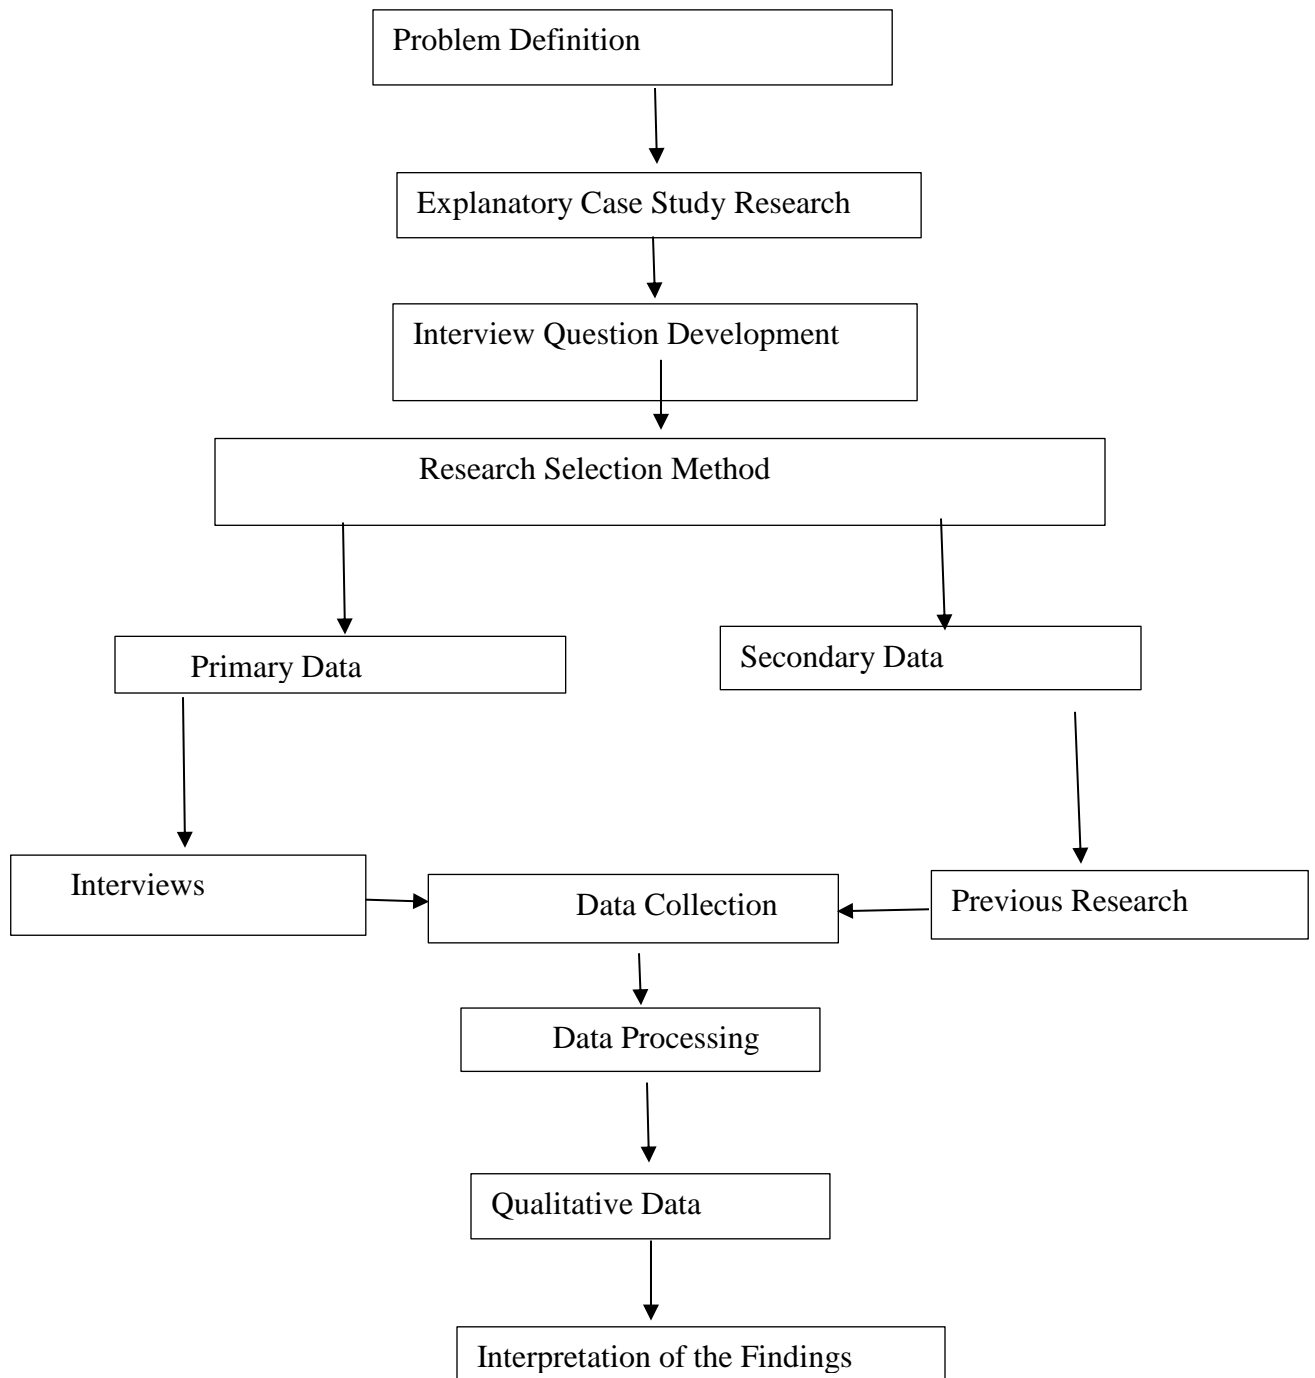 Problem Definition
Explanatory Case Study Research
Interview Question Development
Research Selection Method
Primary Data
Secondary Data
Interviews
Data Collection
Previous Research
Data Processing
Qualitative Data
Interpretation of the Findings